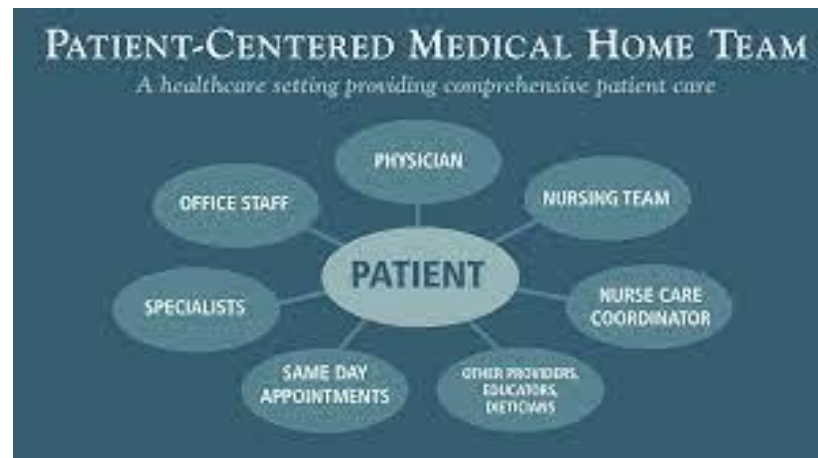 PATIENT-CENTERED MEDICAL HOME TEAM
A healthcare setting providing comprehensive patient care
PHYSICIAN
OFFICE STAFF
NURSING TEAM
PATIENT
SPECIALISTS
NURSE CARE
COORDINATOR
SAME DAY
APPOINTMENTS
OTHER PROVIDERS,
EDUCATORS,
DIETICIANS